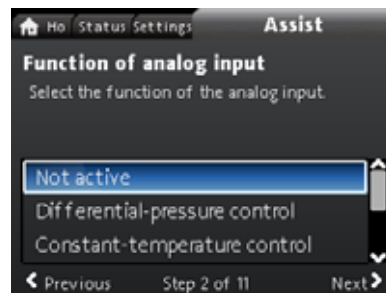 Ho Status Settings Assist
Function of analog input
Select the function of the analog input.
Not active
Differential-pressure control
Constant-temperature control
Previous Step 2 of 11 Next